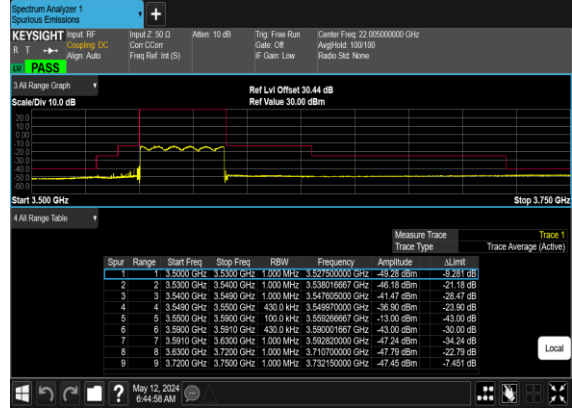 Spectrum Analyzer 1
Spurious Emissions
+
KEYSIGHT Input: RF Input Z: 50 Ω Atten: 10 dB Trig: Free Run Center Freq: 22.005000000 GHz
R T Coupling: DC Corr CCorr Gate: Off Avg|Hold: 100/100
Align: Auto Freq Ref: Int (S) IF Gain: Low Radio Std: None
PASS
3 All Range Graph
Ref Lvl Offset 30.44 dB
Scale/Div 10.0 dB Ref Value 30.00 dBm
20.0
10.0
0.00
-10.0
-20.0
-30.0
-40.0
-50.0
-60.0
Start 3.500 GHz Stop 3.750 GHz
4 All Range Table
Measure Trace Trace 1
Trace Type Trace Average (Active)
Spur Range Start Freq Stop Freq RBW Frequency Amplitude ΔLimit
1 1 3.5000 GHz 3.5300 GHz 1.000 MHz 3.527500000 GHz -49.28 dBm -9.281 dB
2 2 3.5300 GHz 3.5400 GHz 1.000 MHz 3.538016667 GHz -46.18 dBm -21.18 dB
3 3 3.5400 GHz 3.5490 GHz 1.000 MHz 3.547605000 GHz -41.47 dBm -28.47 dB
4 4 3.5490 GHz 3.5500 GHz 430.0 kHz 3.549970000 GHz -36.90 dBm -23.90 dB
5 5 3.5500 GHz 3.5900 GHz 100.0 kHz 3.559266667 GHz -13.00 dBm -43.00 dB
6 6 3.5900 GHz 3.5910 GHz 430.0 kHz 3.590001667 GHz -43.00 dBm -30.00 dB
7 7 3.5910 GHz 3.6300 GHz 1.000 MHz 3.592820000 GHz -47.24 dBm -34.24 dB
8 8 3.6300 GHz 3.7200 GHz 1.000 MHz 3.710700000 GHz -47.79 dBm -22.79 dB
9 9 3.7200 GHz 3.7500 GHz 1.000 MHz 3.732150000 GHz -47.45 dBm -7.451 dB
Local
? May 12, 2024
6:44:58 AM